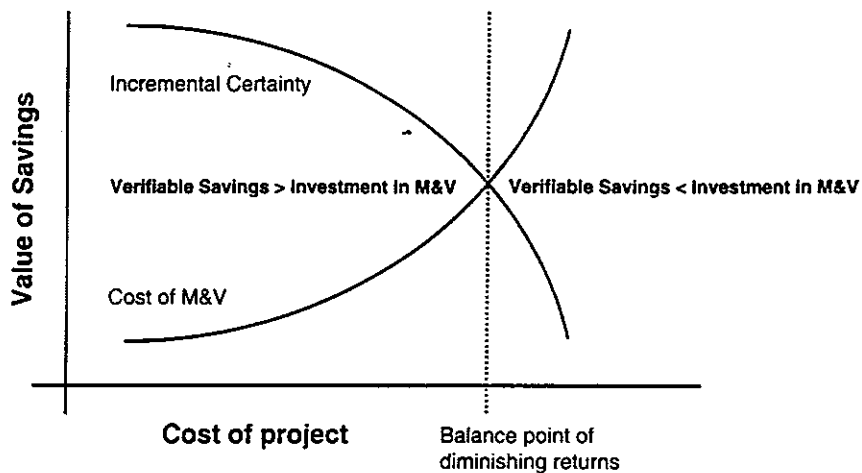 Value of Savings
Incremental Certainty
Verifiable Savings > Investment in M&V
Verifiable Savings < Investment in M&V
Cost of M&V
Cost of project
Balance point of
diminishing returns